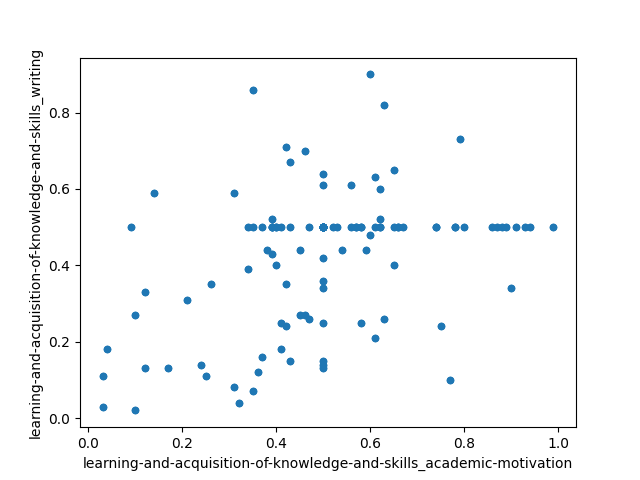 learning-and-acquisition-of-knowledge-and-skills_writing
0.8
0.6
0.4
0.2
0.0
0.0 0.2 0.4 0.6 0.8 1.0
learning-and-acquisition-of-knowledge-and-skills_academic-motivation